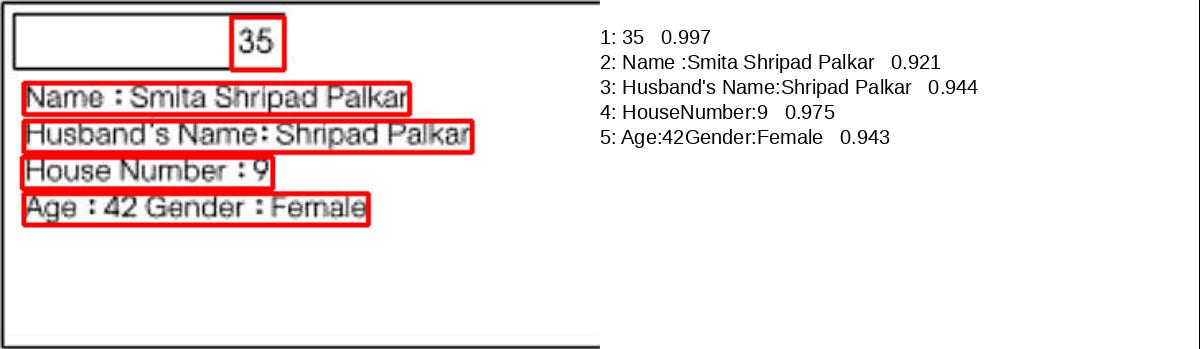 35
Name : Smita Shripad Palkar
Husband's Name: Shripad Palkar
House Number : 9
Age : 42 Gender : Female
1: 35 0.997
2: Name :Smita Shripad Palkar 0.921
3: Husband's Name:Shripad Palkar 0.944
4: HouseNumber:9 0.975
5: Age:42Gender:Female 0.943